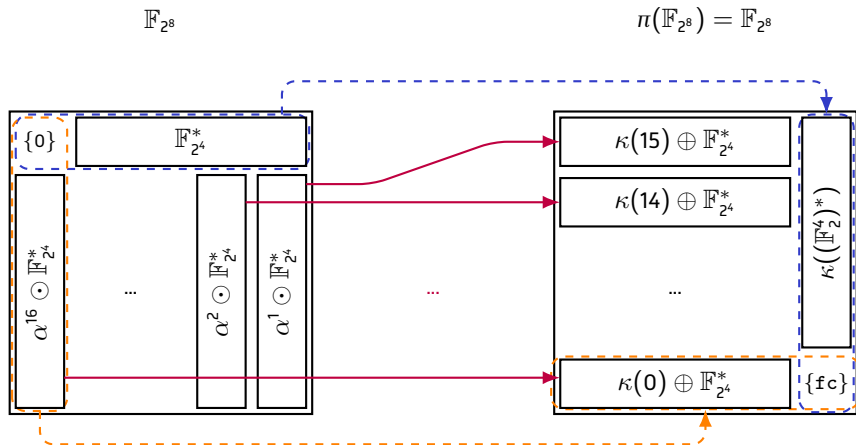 𝔽_{2^8}
π(𝔽_{2^8}) = 𝔽_{2^8}
{0}
𝔽*_{2^4}
α^{16} ⊙ 𝔽*_{2^4}
...
α^2 ⊙ 𝔽*_{2^4}
α^1 ⊙ 𝔽*_{2^4}
...
κ(15) ⊕ 𝔽*_{2^4}
κ(14) ⊕ 𝔽*_{2^4}
...
κ(0) ⊕ 𝔽*_{2^4}
κ((𝔽_2^4)*)
{fc}